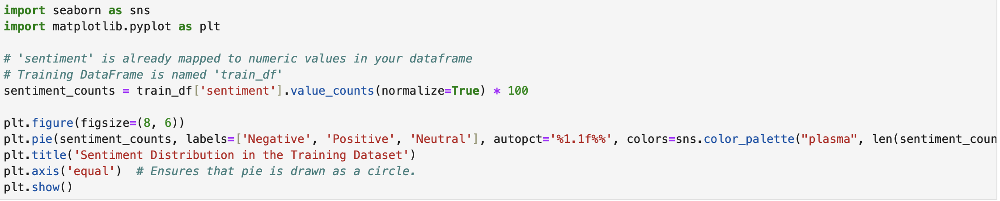 import seaborn as sns
import matplotlib.pyplot as plt

# 'sentiment' is already mapped to numeric values in your dataframe
# Training DataFrame is named 'train_df'
sentiment_counts = train_df['sentiment'].value_counts(normalize=True) * 100

plt.figure(figsize=(8, 6))
plt.pie(sentiment_counts, labels=['Negative', 'Positive', 'Neutral'], autopct='%1.1f%%', colors=sns.color_palette("plasma", len(sentiment_coun
plt.title('Sentiment Distribution in the Training Dataset')
plt.axis('equal')  # Ensures that pie is drawn as a circle.
plt.show()